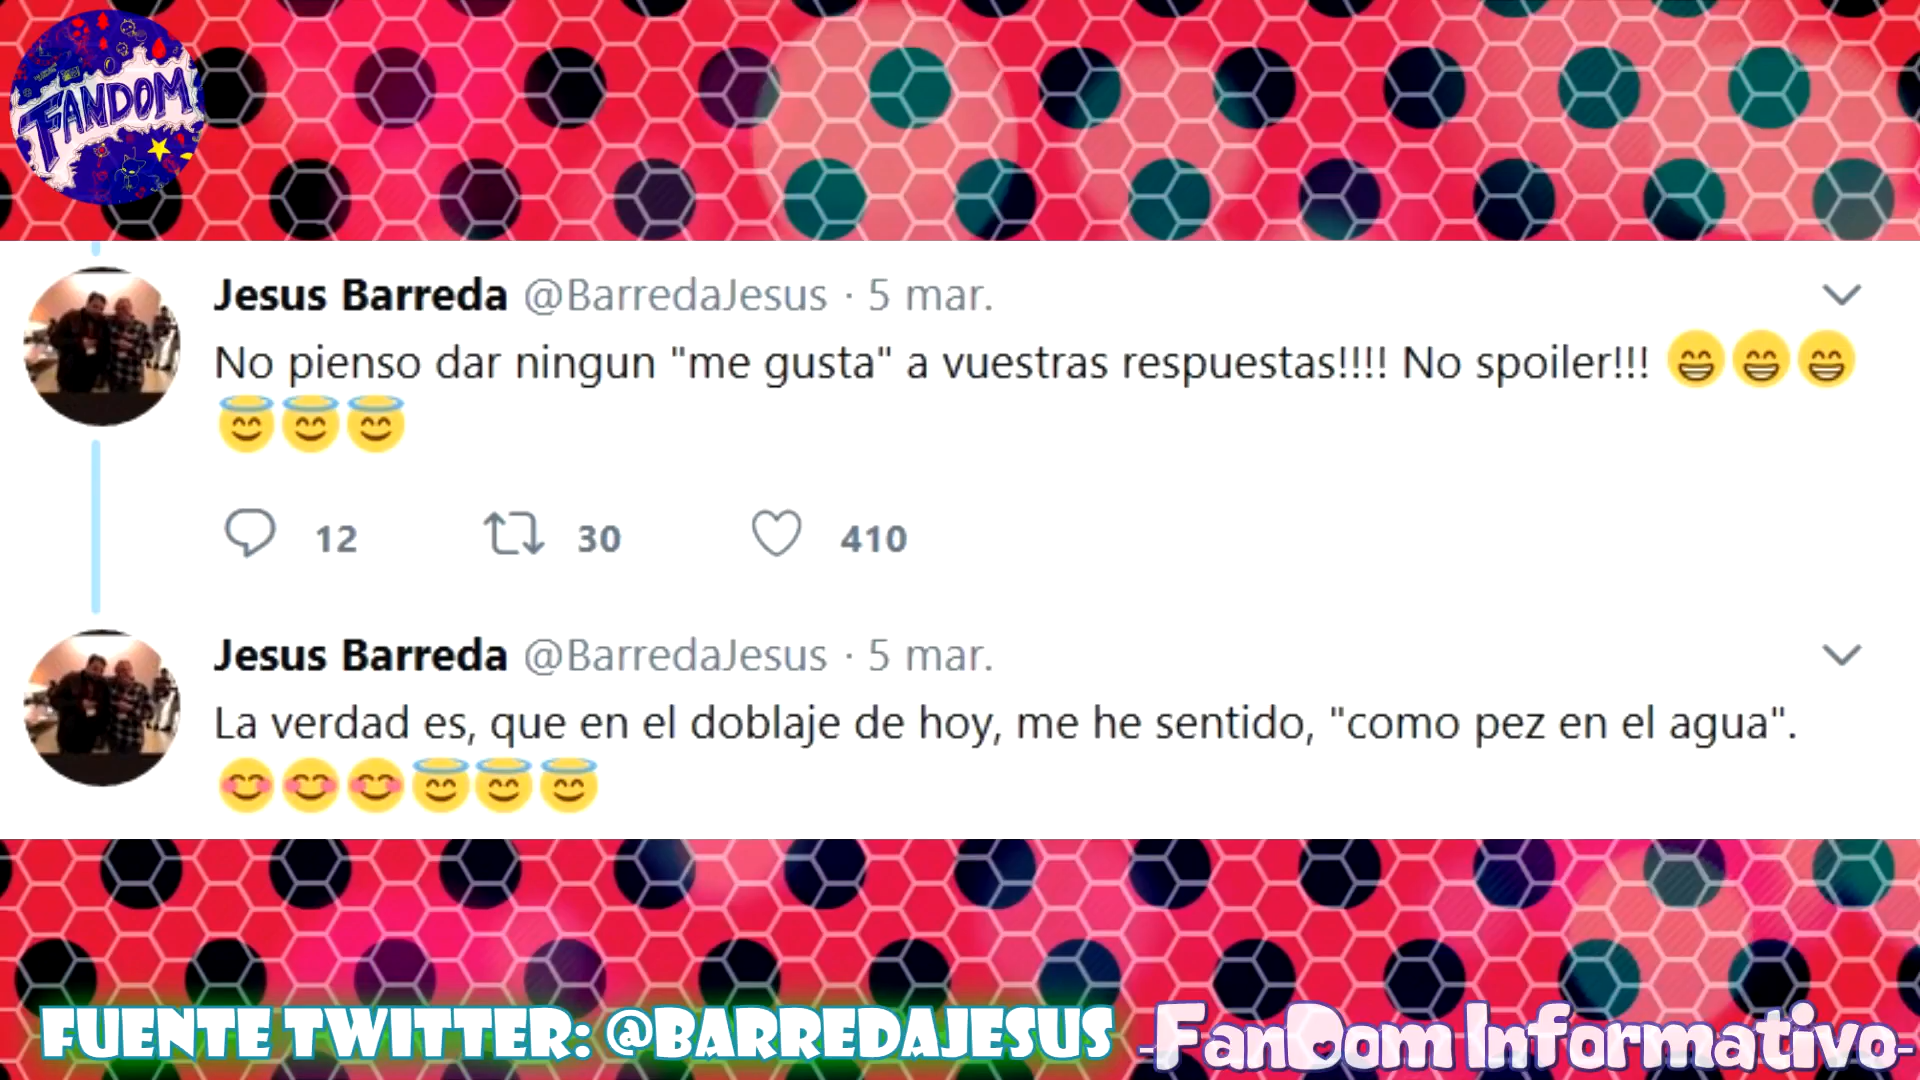 FANDOM
Jesus Barreda @BarredaJesus · 5 mar.
No pienso dar ningun "me gusta" a vuestras respuestas!!!! No spoiler!!! 😁😁😁
😇😇😇
12 30 410
Jesus Barreda @BarredaJesus · 5 mar.
La verdad es, que en el doblaje de hoy, me he sentido, "como pez en el agua".
😊😊😊😇😇😇
FUENTE TWITTER: @BARREDAJESUS -FanDom Informativo-